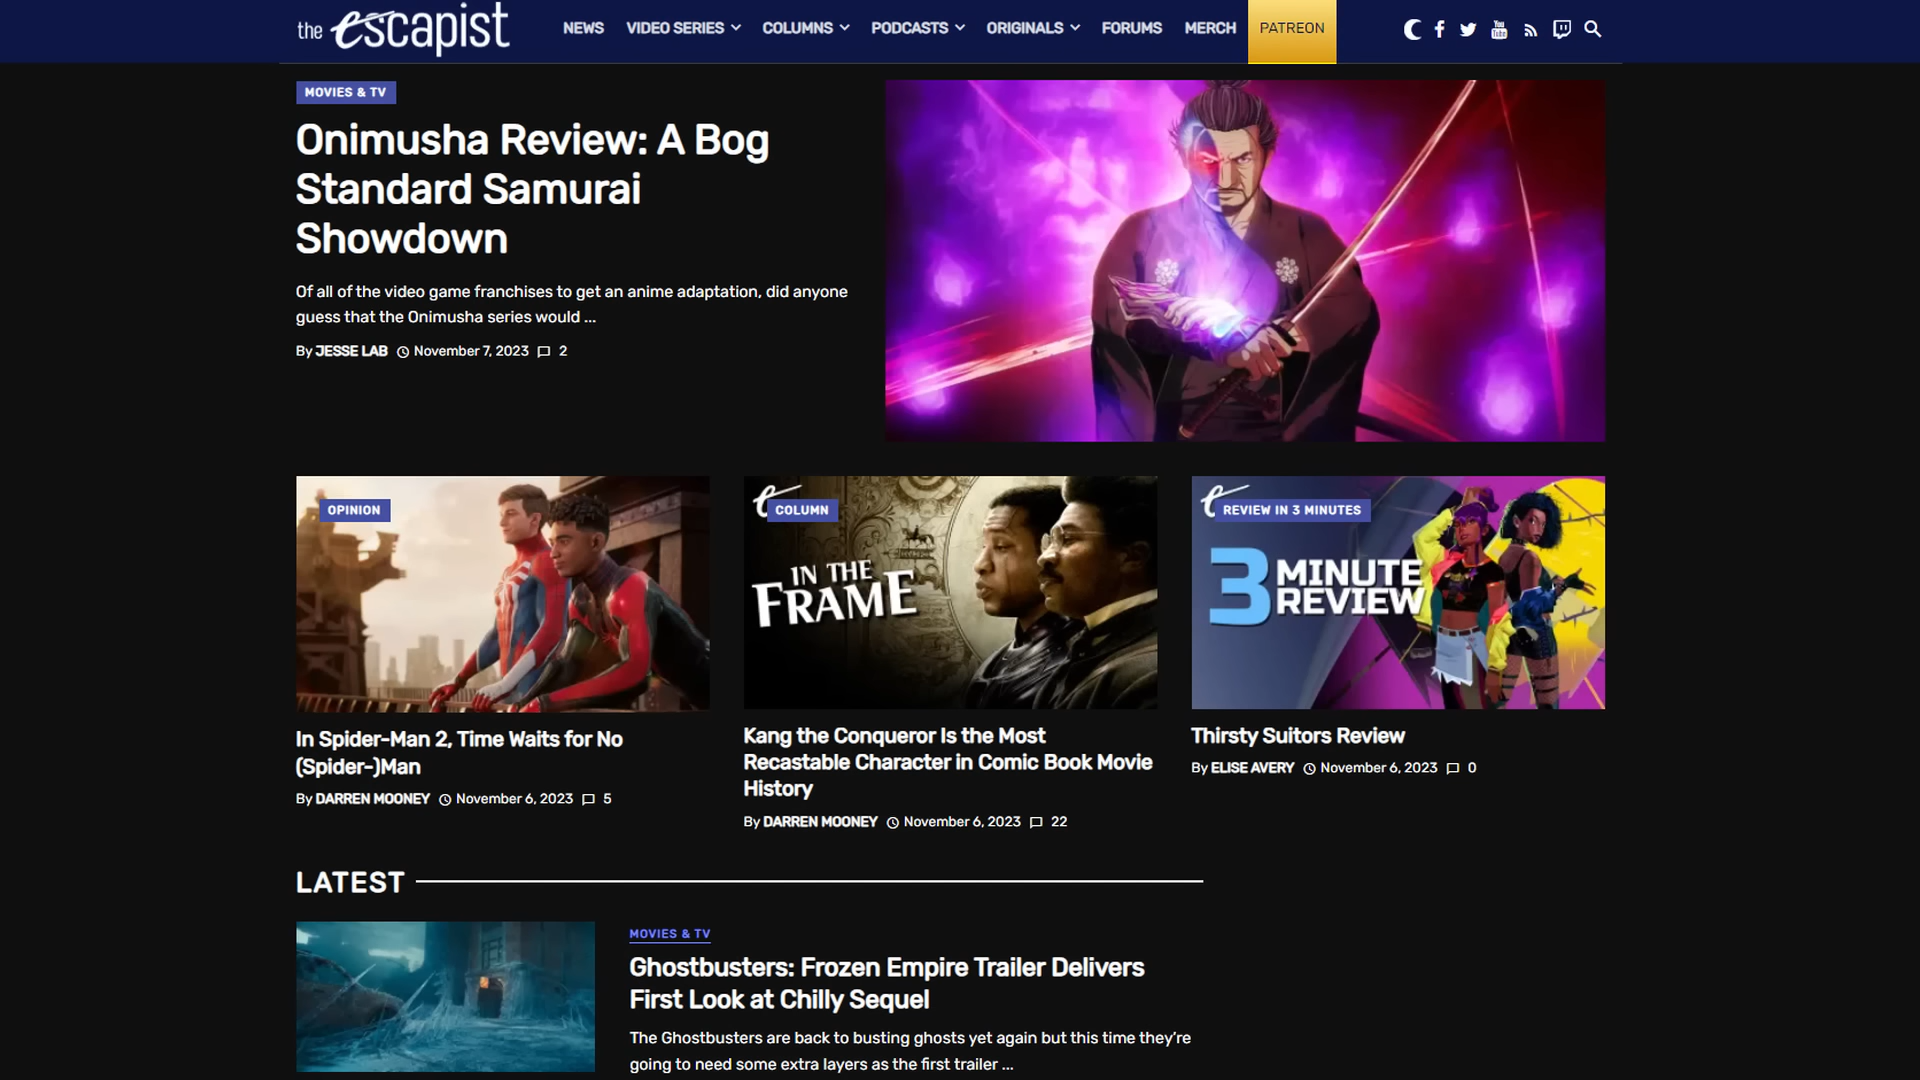 the escapist
NEWS VIDEO SERIES COLUMNS PODCASTS ORIGINALS FORUMS MERCH PATREON
MOVIES & TV
Onimusha Review: A Bog
Standard Samurai
Showdown
Of all of the video game franchises to get an anime adaptation, did anyone
guess that the Onimusha series would ...
By JESSE LAB November 7, 2023 2
OPINION
In Spider-Man 2, Time Waits for No
(Spider-)Man
By DARREN MOONEY November 6, 2023 5
e COLUMN
IN THE
FRAME
Kang the Conqueror Is the Most
Recastable Character in Comic Book Movie
History
By DARREN MOONEY November 6, 2023 22
e REVIEW IN 3 MINUTES
3 MINUTE
REVIEW
Thirsty Suitors Review
By ELISE AVERY November 6, 2023 0
LATEST
MOVIES & TV
Ghostbusters: Frozen Empire Trailer Delivers
First Look at Chilly Sequel
The Ghostbusters are back to busting ghosts yet again but this time they’re
going to need some extra layers as the first trailer ...